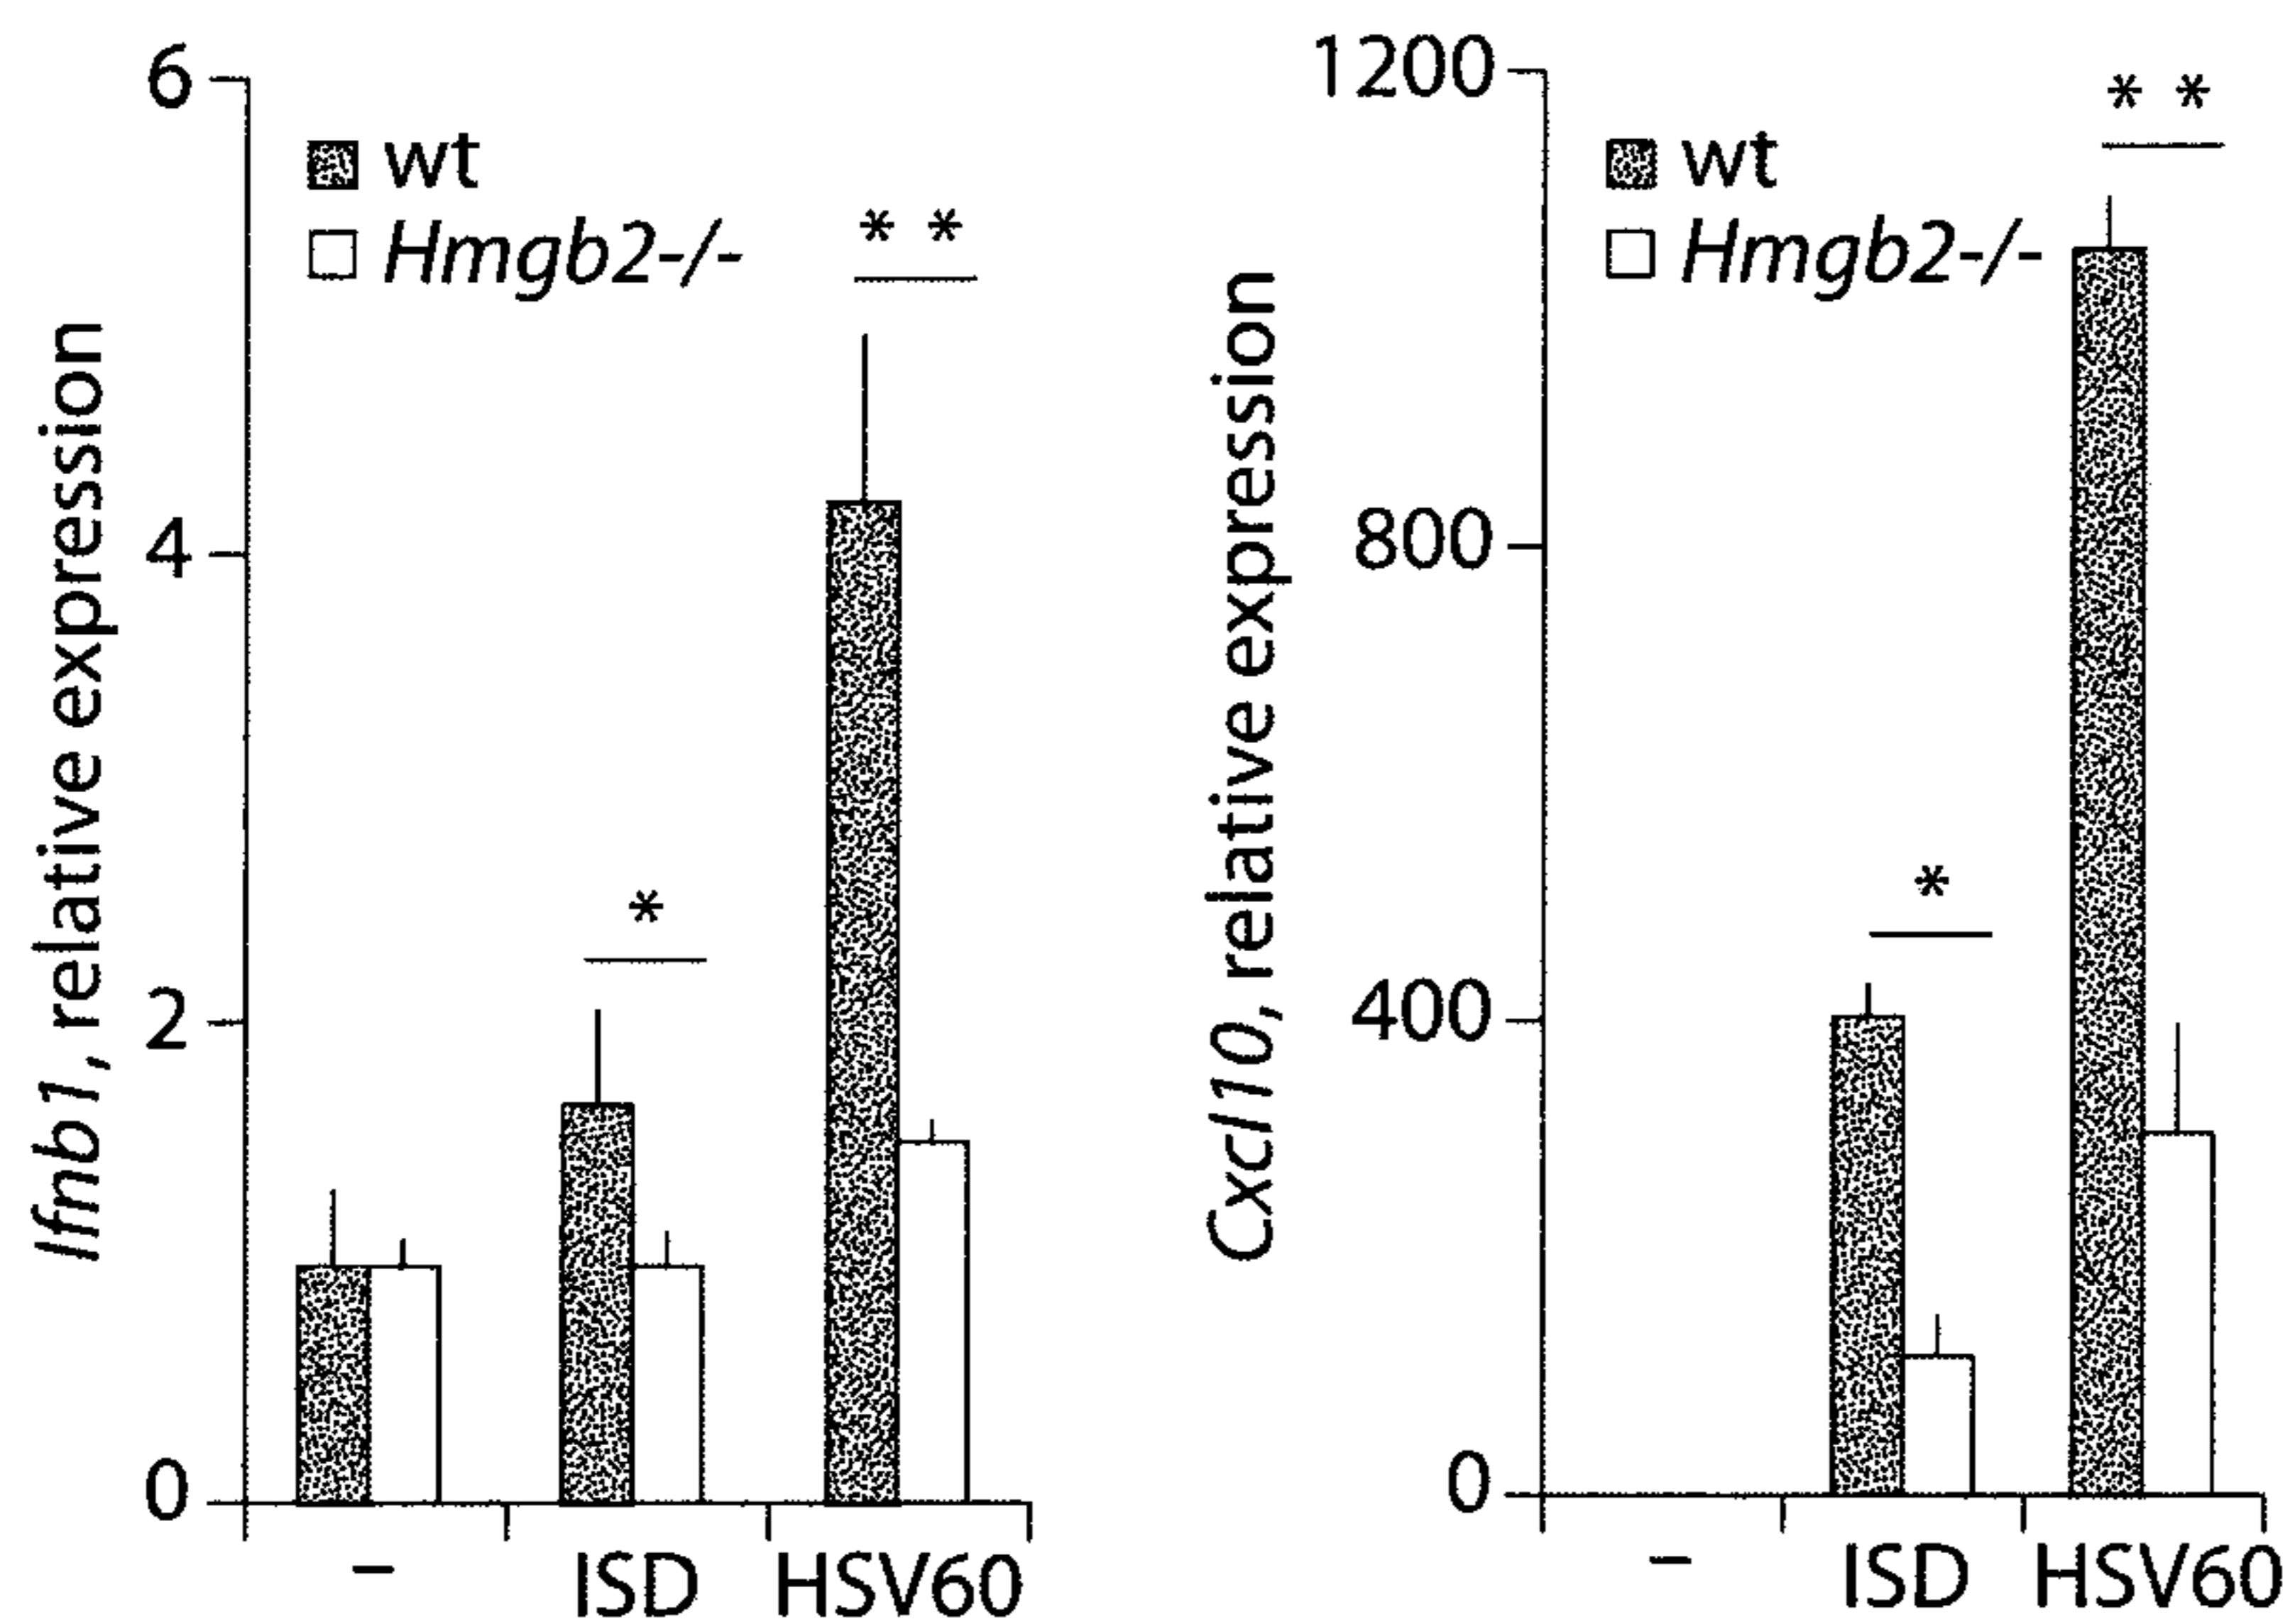 6
4
2
0
Ifnb1, relative expression
wt
Hmgb2-/-
* *
*
– ISD HSV60
1200
800
400
0
Cxcl10, relative expression
wt
Hmgb2-/-
* *
*
– ISD HSV60